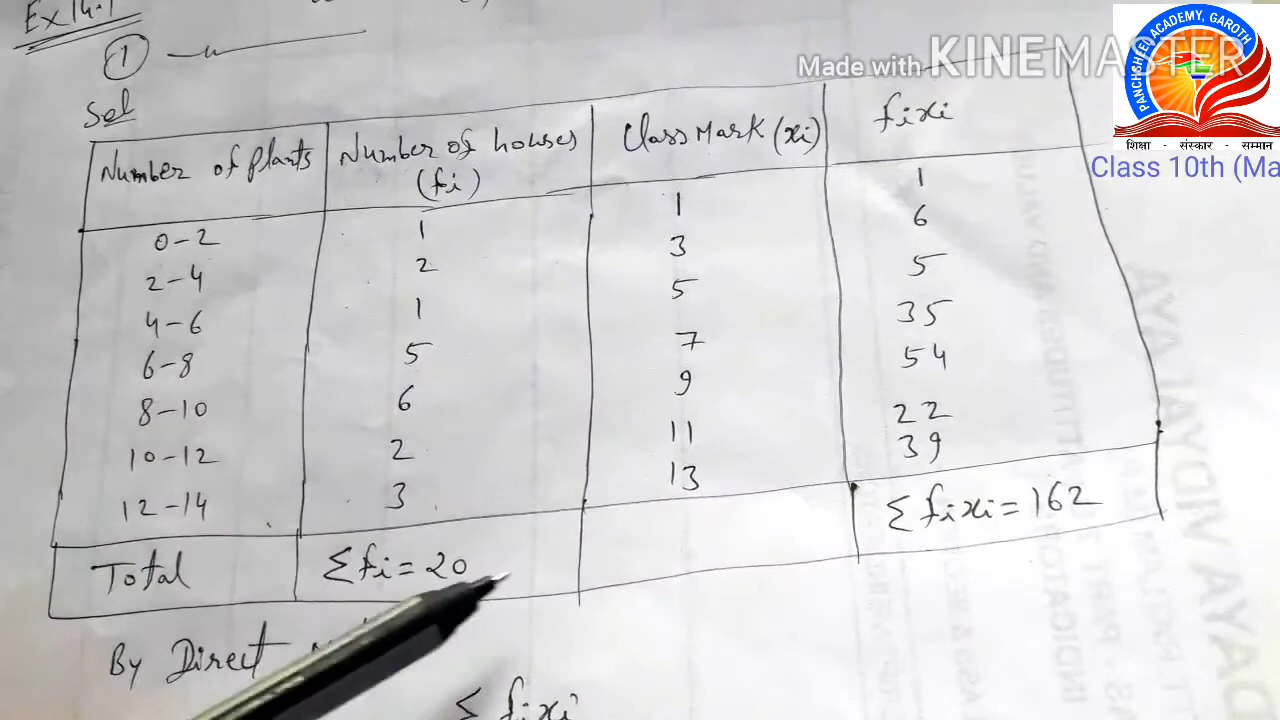 Ex 14.1
1
Made with KINEMASTER
PANCHSHEEL ACADEMY, GAROTH
शिक्षा - संस्कार - सम्मान
Class 10th (Ma
Sol
Number of plants Number of houses (fi) Class Mark (xi) fixi
0-2 1 1 1
2-4 2 3 6
4-6 1 5 5
6-8 5 7 35
8-10 6 9 54
10-12 2 11 22
12-14 3 13 39
Total Σfi = 20 Σfixi = 162
By Direct
Σfixi